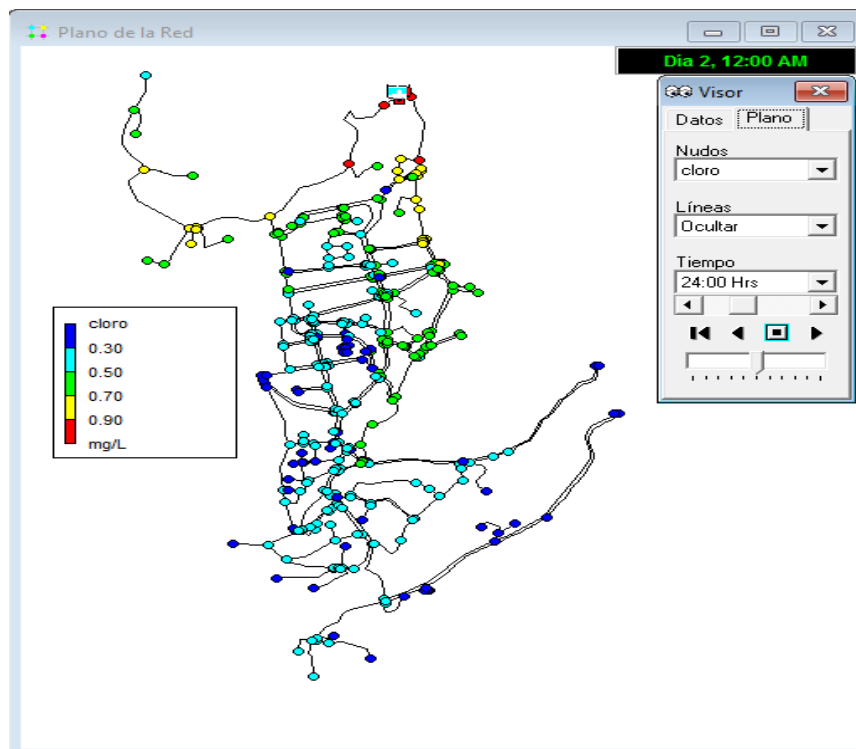 Plano de la Red
Dia 2, 12:00 AM
Visor
Datos
Plano
Nudos
cloro
Líneas
Ocultar
Tiempo
24:00 Hrs
cloro
0.30
0.50
0.70
0.90
mg/L